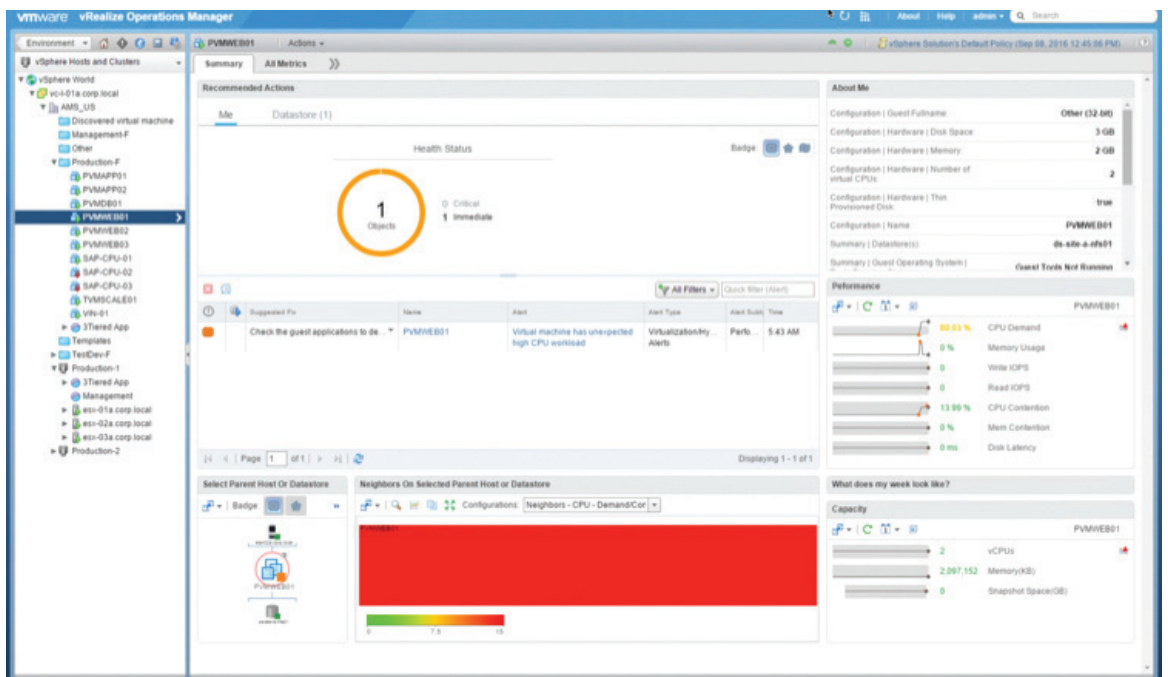 vmware vRealize Operations Manager
About Help admin Search
Environment
PVMWEB01 Actions
vSphere Solution's Default Policy (Sep 08, 2016 12:45:06 PM)
vSphere Hosts and Clusters
vSphere World
vc-l-01a.corp.local
AMS_US
Discovered virtual machine
Management-F
Other
Production-F
PVMAPP01
PVMAPP02
PVMDB01
PVMWEB01
PVMWEB02
PVMWEB03
SAP-CPU-01
SAP-CPU-02
SAP-CPU-03
TVMSCALE01
VIN-01
3Tiered App
Templates
TestDev-F
Production-1
3Tiered App
Management
esx-01a.corp.local
esx-02a.corp.local
esx-03a.corp.local
Production-2
Summary All Metrics
Recommended Actions
Me Datastore (1)
Health Status
Badge:
1
Objects
0 Critical
1 Immediate
All Filters Quick filter (Alert)
Suggested Fix Name Alert Alert Type Alert Subt Time
Check the guest applications to de... PVMWEB01 Virtual machine has unexpected Virtualization/Hy... Perfo... 5:43 AM
high CPU workload Alerts
Page 1 of 1
Displaying 1 - 1 of 1
Select Parent Host Or Datastore
Badge
PVMWEB01
Neighbors On Selected Parent Host or Datastore
Configurations: Neighbors - CPU - Demand/Cor
PVMWEB01
0 7.5 15
About Me
Configuration | Guest Fullname: Other (32-bit)
Configuration | Hardware | Disk Space: 3 GB
Configuration | Hardware | Memory: 2 GB
Configuration | Hardware | Number of
virtual CPUs: 2
Configuration | Hardware | Thin
Provisioned Disk: true
Configuration | Name: PVMWEB01
Summary | Datastore(s): ds-site-a-nfs01
Summary | Guest Operating System |
Guest Tools Not Running
Peformance
PVMWEB01
CPU Demand
0 % Memory Usage
0 Write IOPS
0 Read IOPS
13.99 % CPU Contention
0 % Mem Contention
0 ms Disk Latency
What does my week look like?
Capacity
PVMWEB01
2 vCPUs
2,097,152 Memory(KB)
0 Snapshot Space(GB)